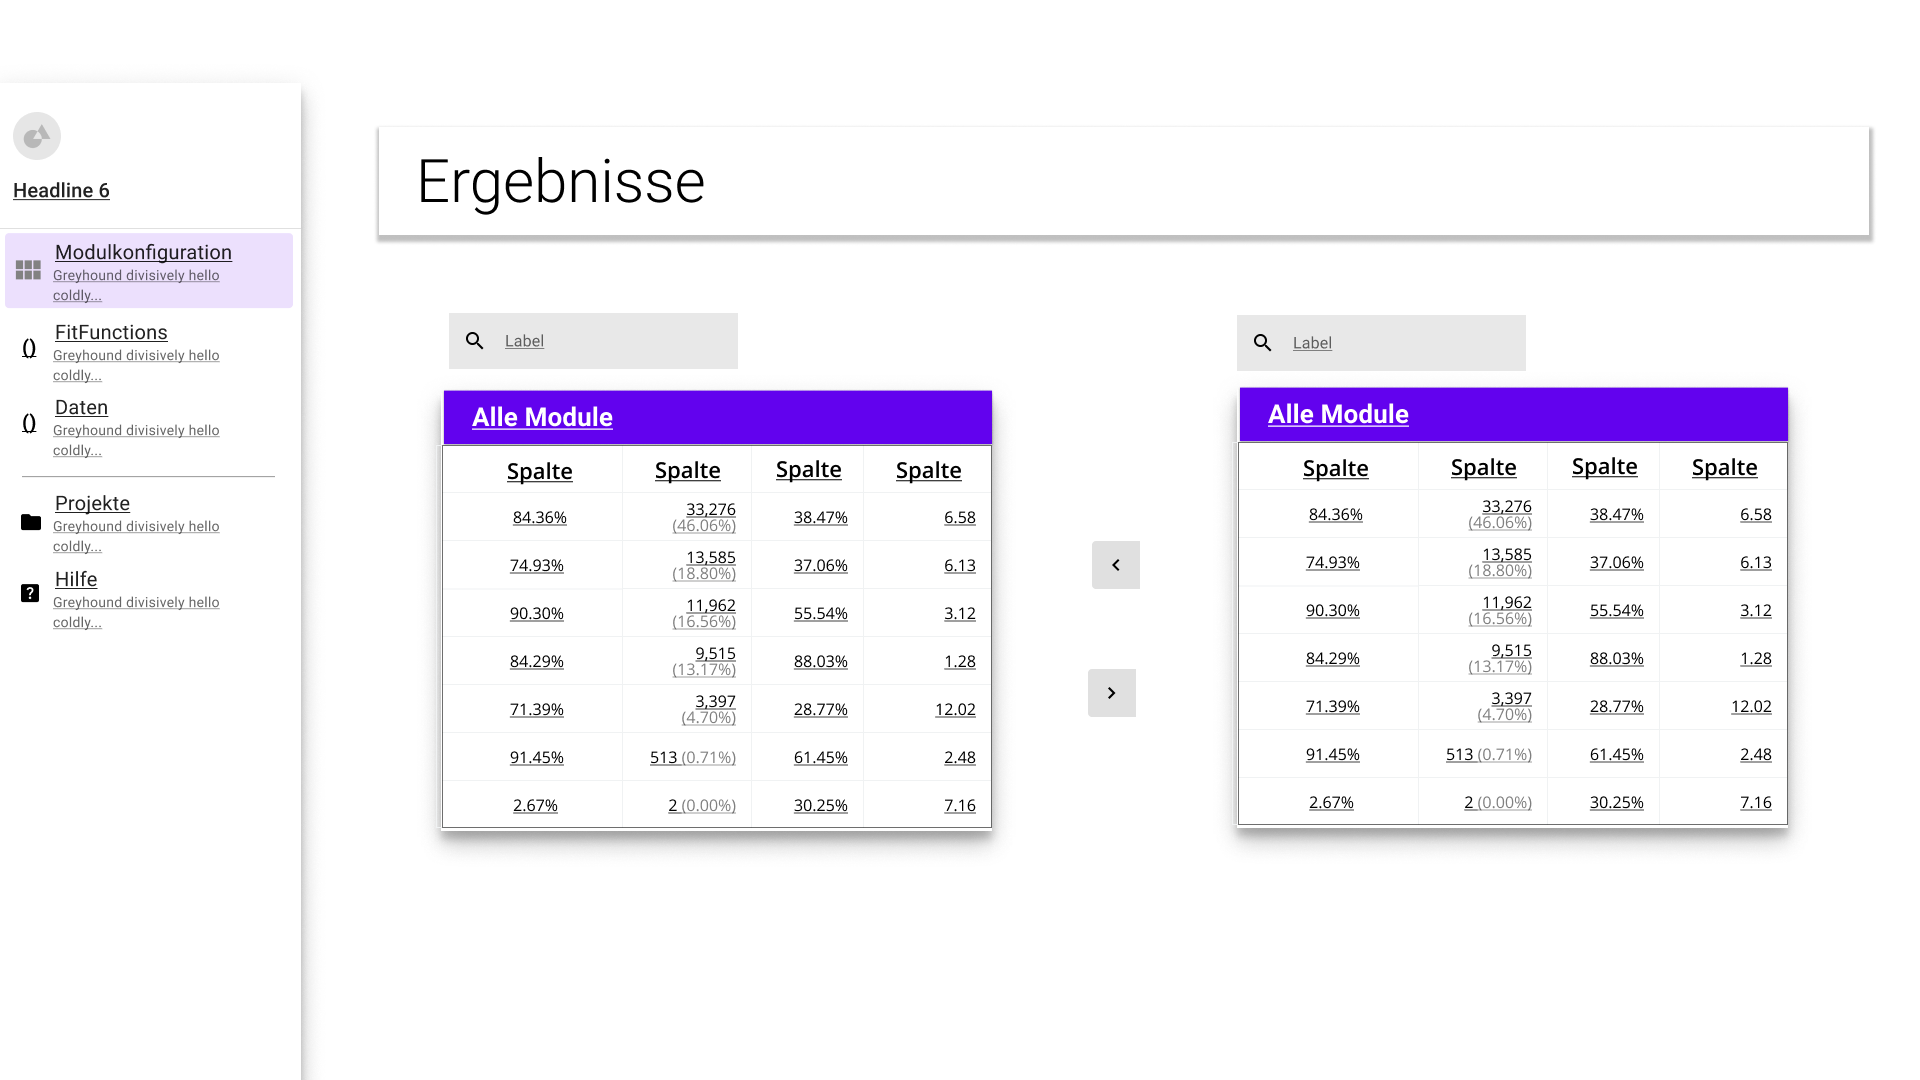 Headline 6
Modulkonfiguration
Greyhound divisively hello
coldly...
()
FitFunctions
Greyhound divisively hello
coldly...
()
Daten
Greyhound divisively hello
coldly...
Projekte
Greyhound divisively hello
coldly...
?
Hilfe
Greyhound divisively hello
coldly...
Ergebnisse
Label
Alle Module
Spalte Spalte Spalte Spalte
84.36% 33,276 (46.06%) 38.47% 6.58
74.93% 13,585 (18.80%) 37.06% 6.13
90.30% 11,962 (16.56%) 55.54% 3.12
84.29% 9,515 (13.17%) 88.03% 1.28
71.39% 3,397 (4.70%) 28.77% 12.02
91.45% 513 (0.71%) 61.45% 2.48
2.67% 2 (0.00%) 30.25% 7.16
Label
Alle Module
Spalte Spalte Spalte Spalte
84.36% 33,276 (46.06%) 38.47% 6.58
74.93% 13,585 (18.80%) 37.06% 6.13
90.30% 11,962 (16.56%) 55.54% 3.12
84.29% 9,515 (13.17%) 88.03% 1.28
71.39% 3,397 (4.70%) 28.77% 12.02
91.45% 513 (0.71%) 61.45% 2.48
2.67% 2 (0.00%) 30.25% 7.16